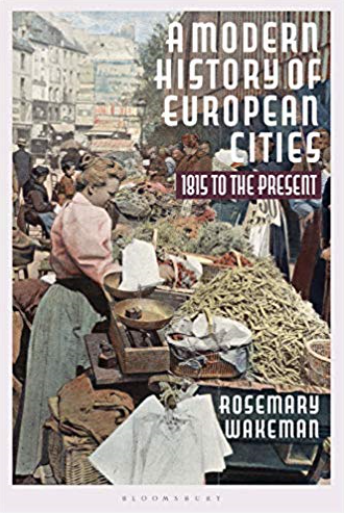 A MODERN
HISTORY OF
EUROPEAN
CITIES
1815 TO THE PRESENT
ROSEMARY
WAKEMAN
BLOOMSBURY